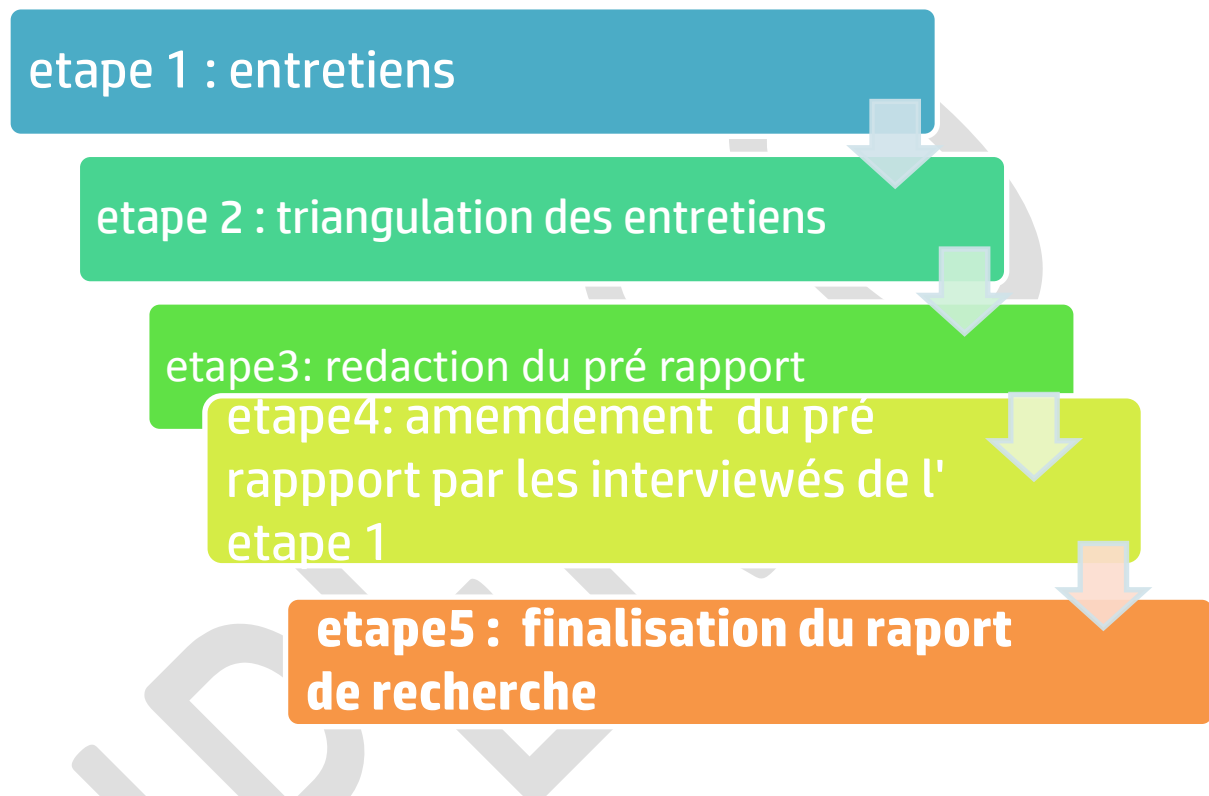 etape 1 : entretiens
etape 2 : triangulation des entretiens
etape3: redaction du pré rapport
etape4: amemdement du pré
rappport par les interviewés de l'
etape 1
etape5 : finalisation du raport
de recherche